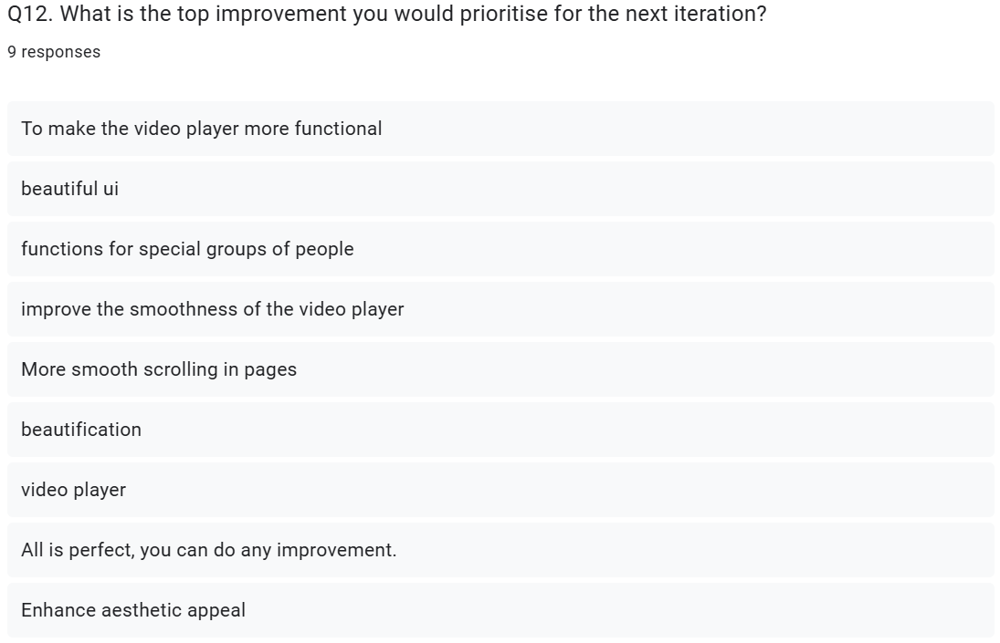 Q12. What is the top improvement you would prioritise for the next iteration?
9 responses
To make the video player more functional
beautiful ui
functions for special groups of people
improve the smoothness of the video player
More smooth scrolling in pages
beautification
video player
All is perfect, you can do any improvement.
Enhance aesthetic appeal